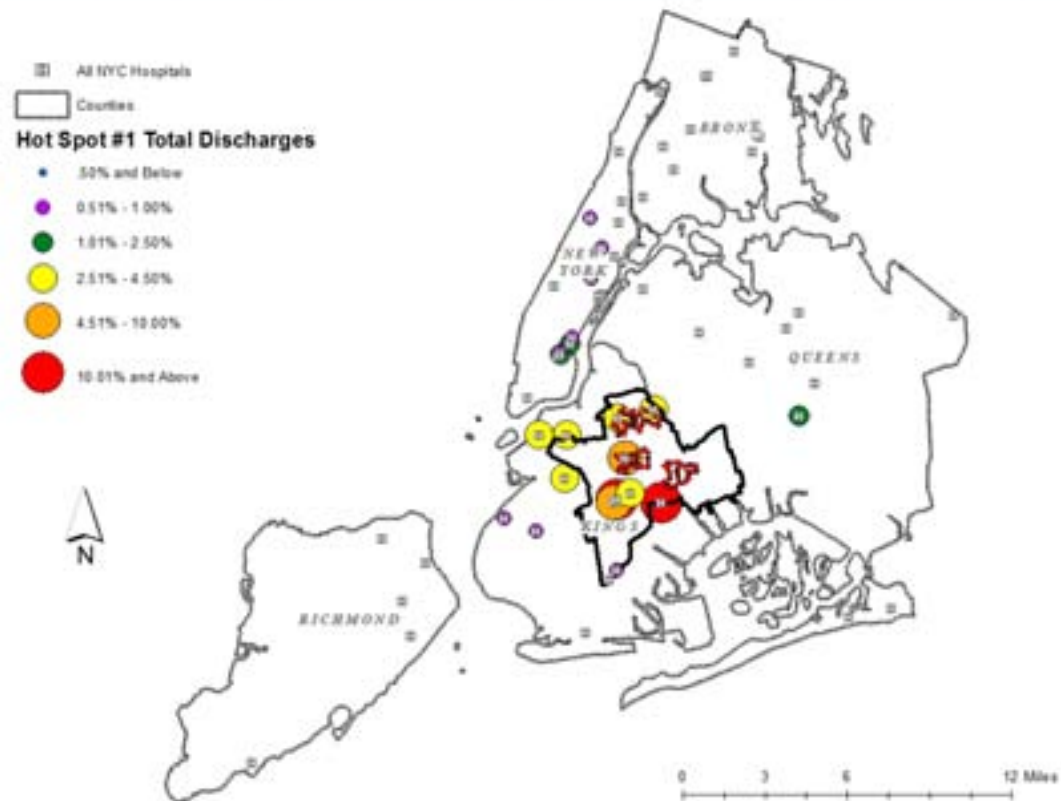 All NYC Hospitals
Counties
Hot Spot #1 Total Discharges
.50% and Below
0.51% - 1.00%
1.01% - 2.50%
2.51% - 4.50%
4.51% - 10.00%
10.01% and Above
BRONX
NEW
YORK
QUEENS
KINGS
RICHMOND
N
0 3 6 12 Miles